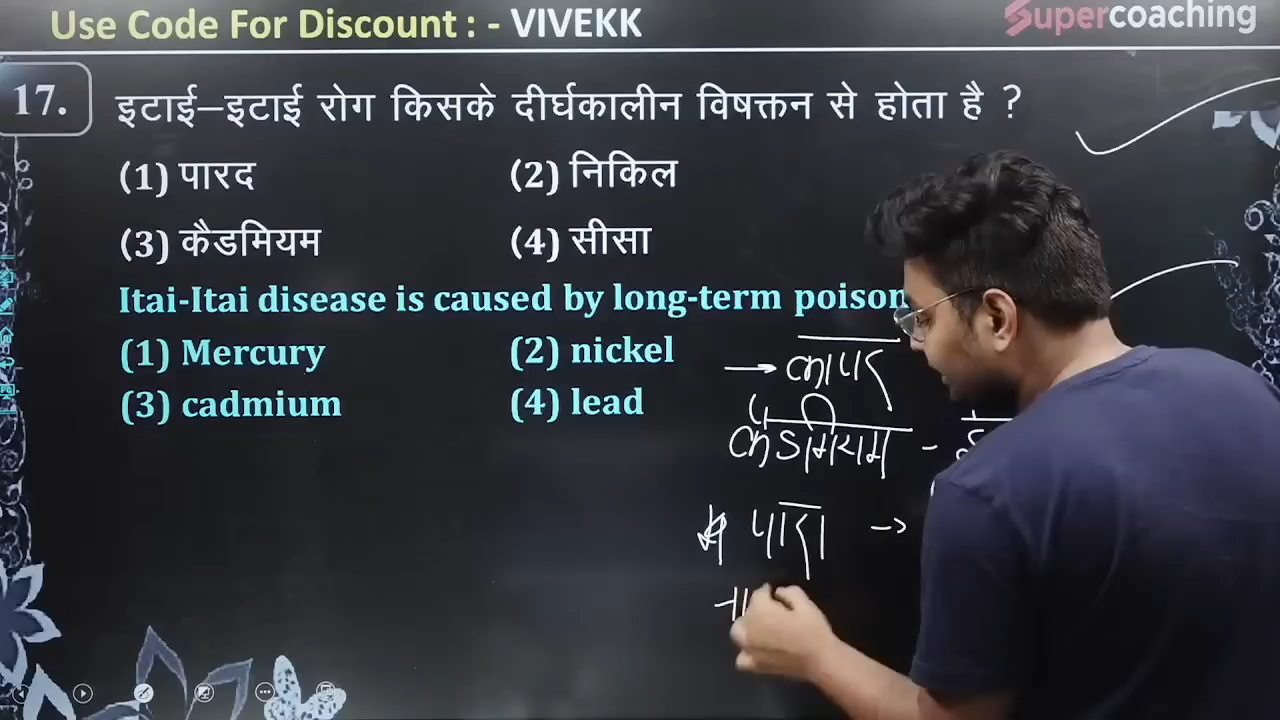 Use Code For Discount : - VIVEKK
Supercoaching
17. इटाई–इटाई रोग किसके दीर्घकालीन विषक्तन से होता है ?
(1) पारद (2) निकिल
(3) कैडमियम (4) सीसा
Itai-Itai disease is caused by long-term poison
(1) Mercury (2) nickel
(3) cadmium (4) lead
→ कापर
कैडमियम -
* पारा →